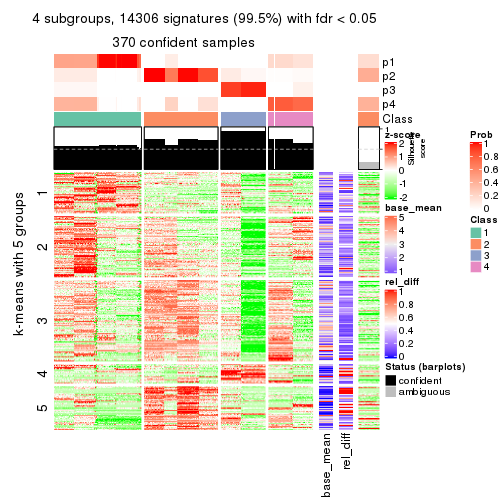 4 subgroups, 14306 signatures (99.5%) with fdr < 0.05
370 confident samples
p1
p2
p3
p4
Class
Silhouette
score
k-means with 5 groups
1
2
3
4
5
base_mean
rel_diff
z-score
2
1
0
-1
-2
base_mean
5
4
3
2
1
rel_diff
1
0.8
0.6
0.4
0.2
0
Status (barplots)
confident
ambiguous
Prob
1
0.8
0.6
0.4
0.2
0
Class
1
2
3
4